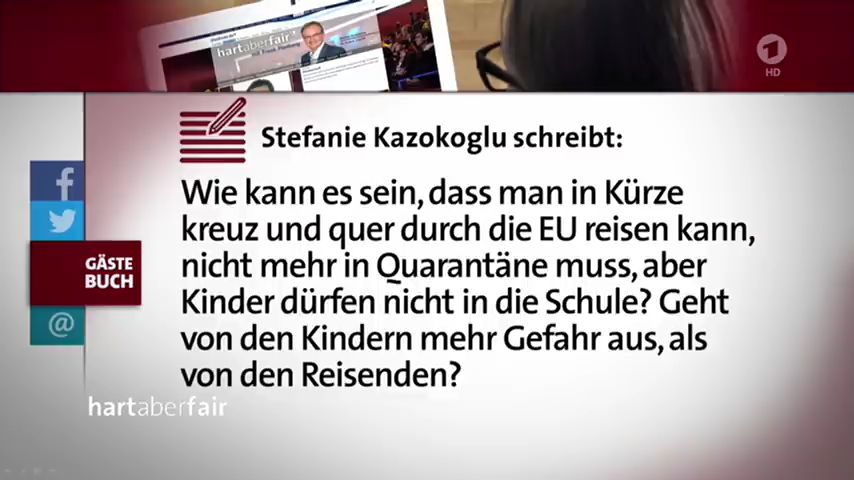 hartaberfair
HD
Stefanie Kazokoglu schreibt:
Wie kann es sein, dass man in Kürze
kreuz und quer durch die EU reisen kann,
nicht mehr in Quarantäne muss, aber
Kinder dürfen nicht in die Schule? Geht
von den Kindern mehr Gefahr aus, als
von den Reisenden?
GÄSTE
BUCH
@
hartaberfair